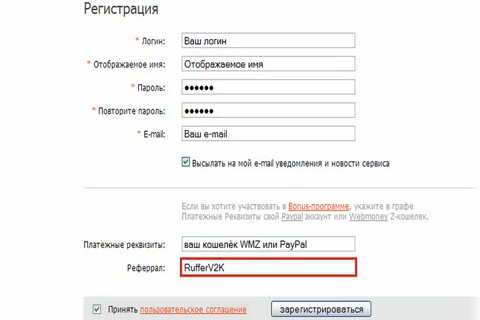 Регистрация
* Логин: Ваш логин
* Отображаемое имя: Отображаемое имя
* Пароль: ●●●●●●
* Повторите пароль: ●●●●●●
* E-mail: Ваш e-mail
Высылать на мой e-mail уведомления и новости сервиса
Если вы хотите участвовать в Bonus-программе, укажите в графе
Платежные Реквизиты свой Paypal аккаунт или Webmoney Z-кошелек.
Платежные реквизиты: ваш кошелёк WMZ или PayPal
Реферрал: RufferV2K
Принять пользовательское соглашение зарегистрироваться